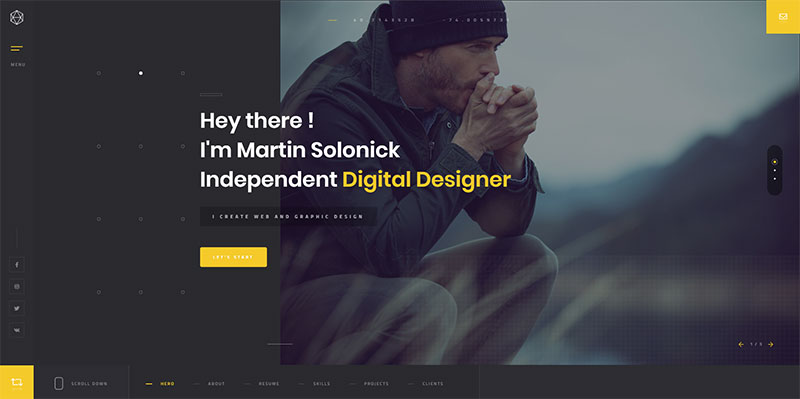 MENU
Hey there !
I'm Martin Solonick
Independent Digital Designer
I CREATE WEB AND GRAPHIC DESIGN
LET'S START
1 / 3
SCROLL DOWN
HERO
ABOUT
RESUME
SKILLS
PROJECTS
CLIENTS